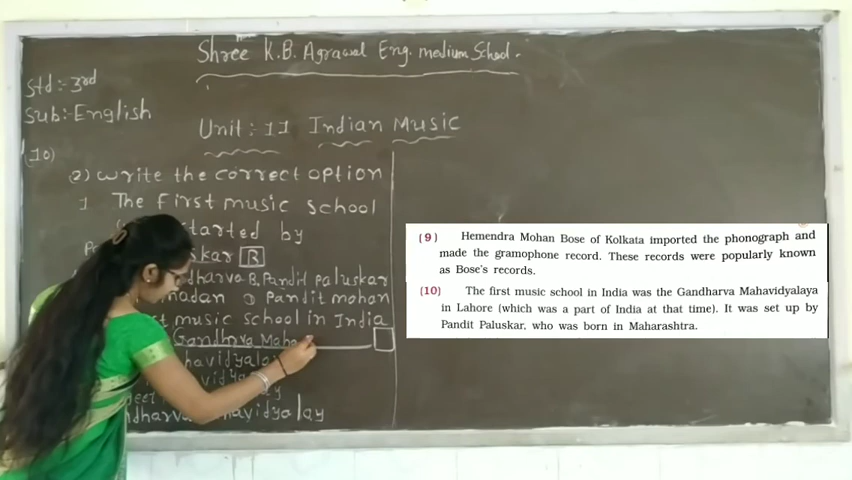 Shree K.B. Agrawal Eng. medium School.
Std:- 3rd
Sub:- English
Unit : 11 Indian Music
(10)
(2) write the correct option
1 The First music school
started by
B
dharva B. Pandit paluskar
madan Pandit mohan
music school in India
Gandhva Maha
havidyalay
dharva havidyalay
(9) Hemendra Mohan Bose of Kolkata imported the phonograph and
made the gramophone record. These records were popularly known
as Bose's records.
(10) The first music school in India was the Gandharva Mahavidyalaya
in Lahore (which was a part of India at that time). It was set up by
Pandit Paluskar, who was born in Maharashtra.